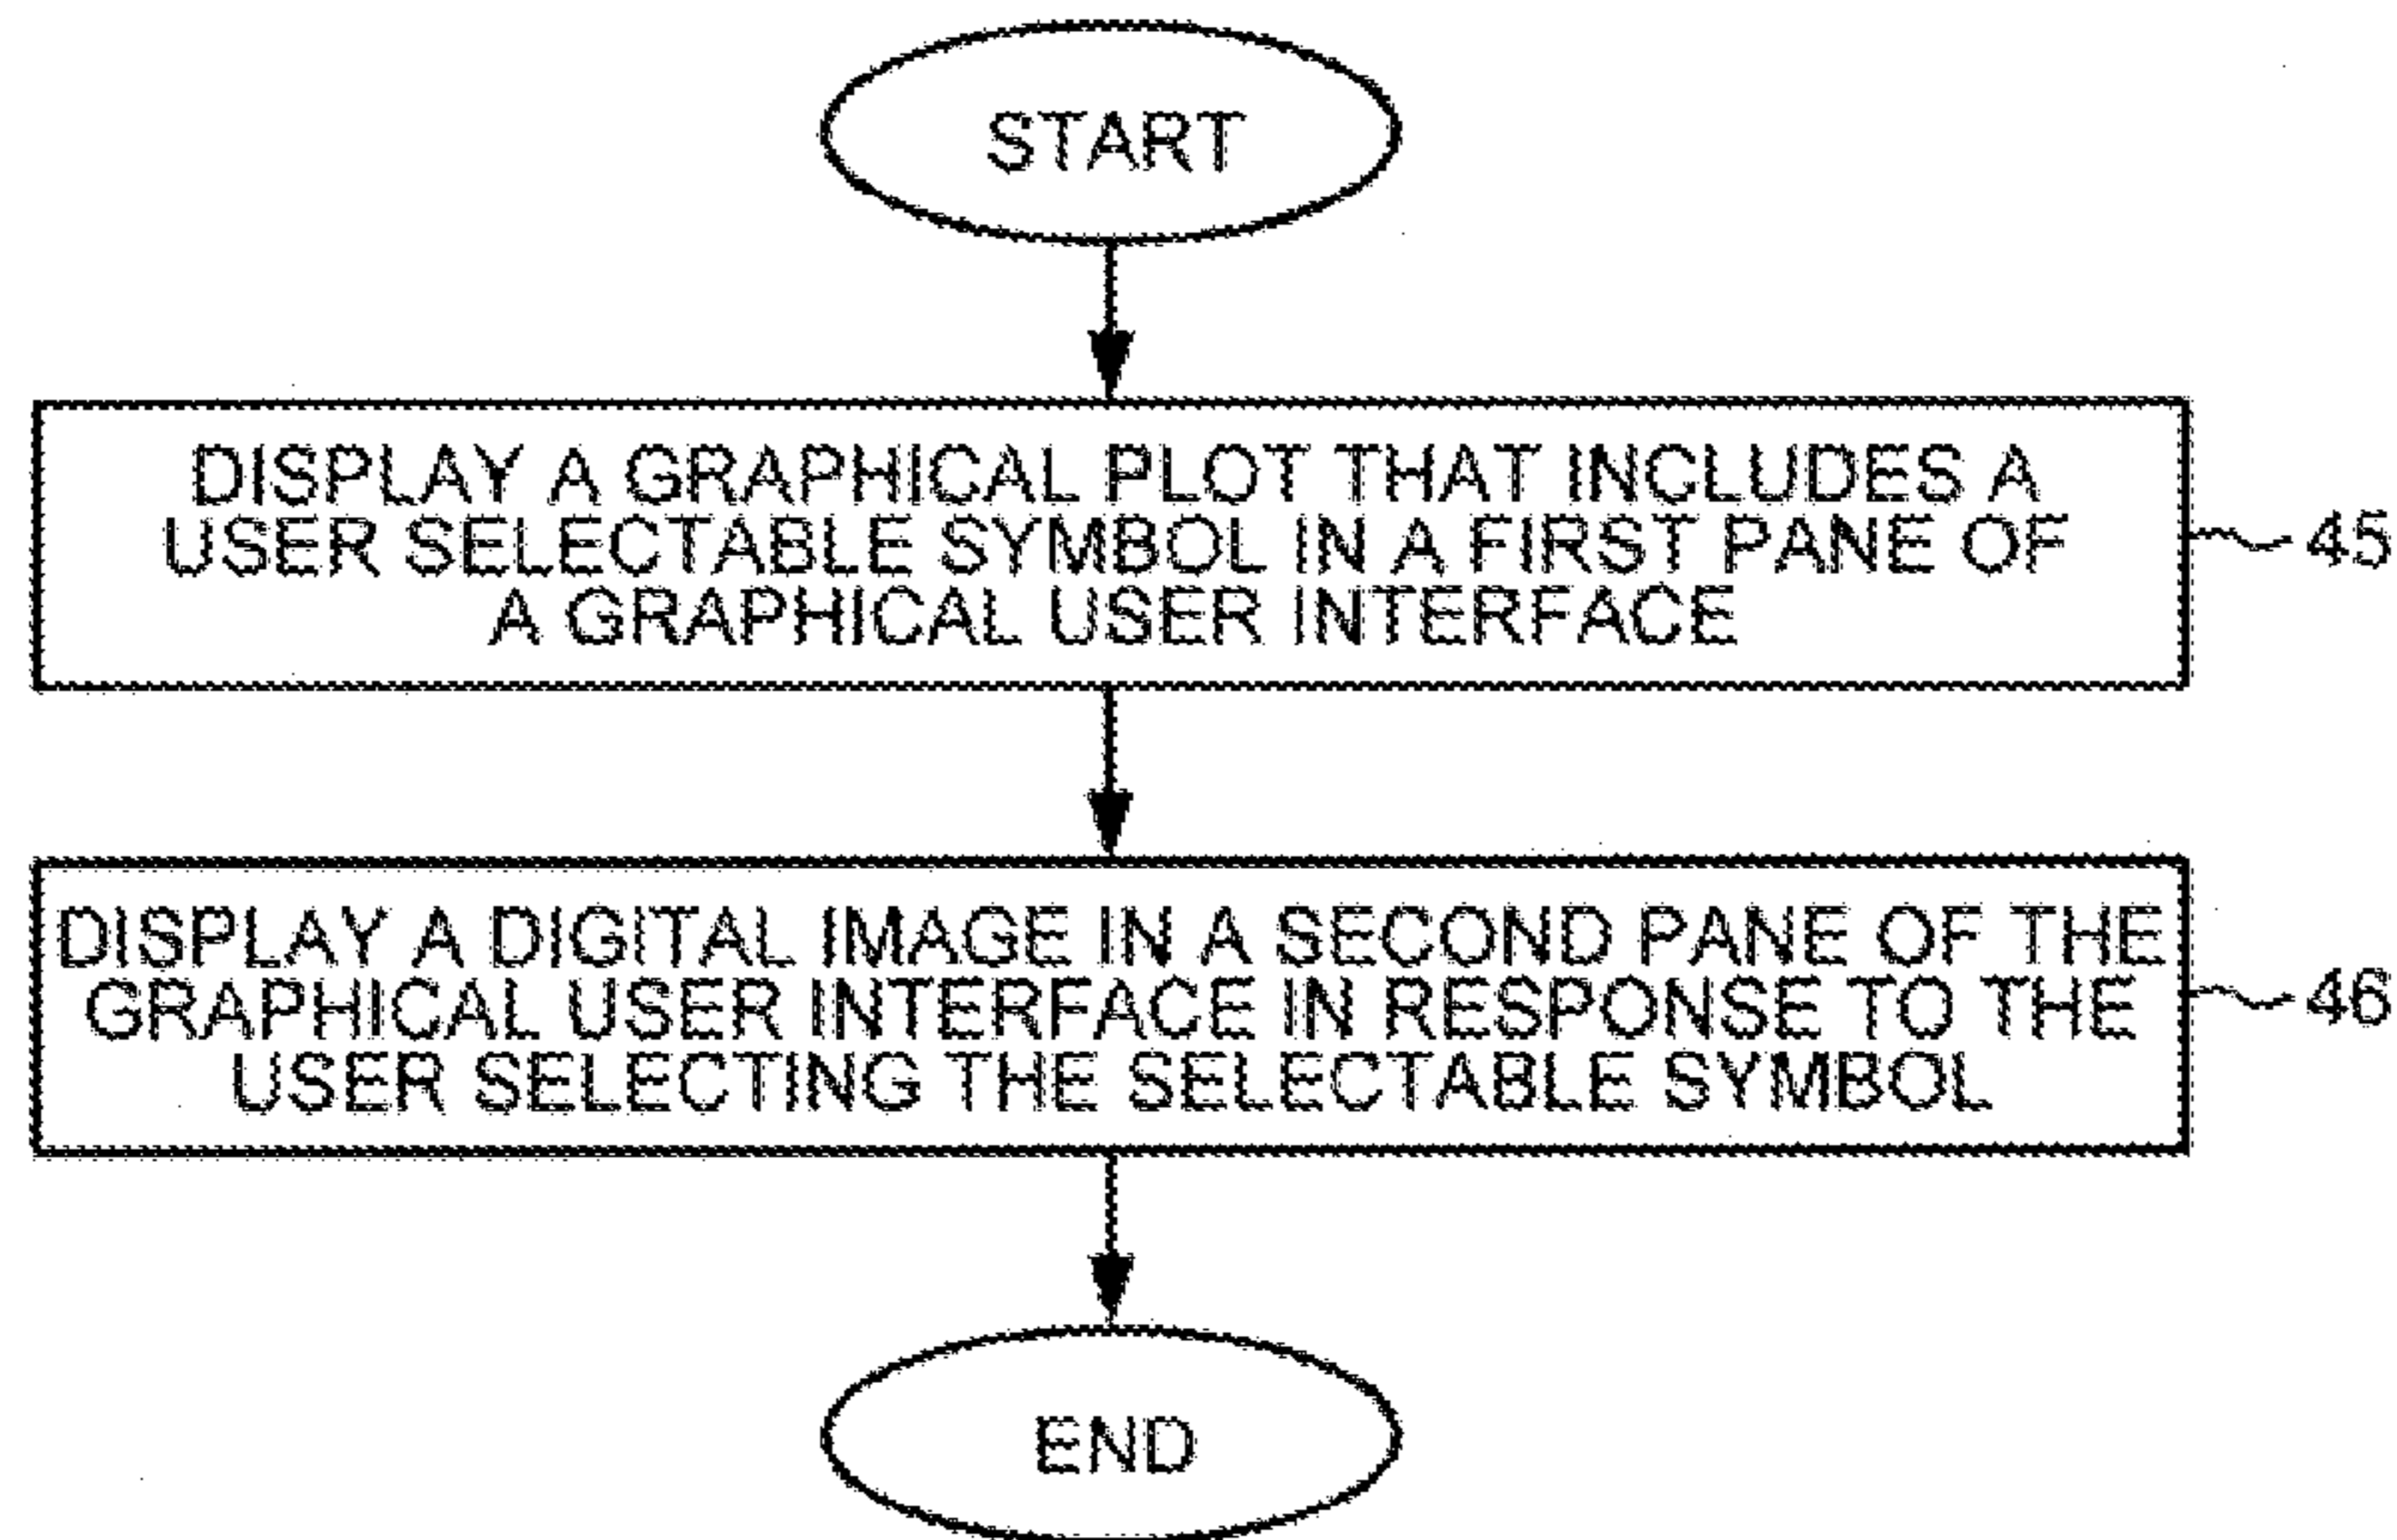 START
DISPLAY A GRAPHICAL PLOT THAT INCLUDES A
USER SELECTABLE SYMBOL IN A FIRST PANE OF
A GRAPHICAL USER INTERFACE
45
DISPLAY A DIGITAL IMAGE IN A SECOND PANE OF THE
GRAPHICAL USER INTERFACE IN RESPONSE TO THE
USER SELECTING THE SELECTABLE SYMBOL
46
END